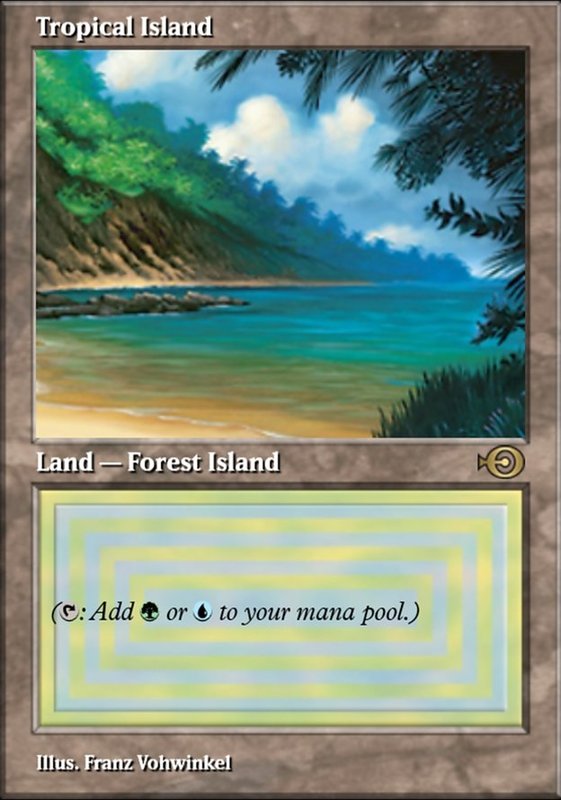 Tropical Island
Land — Forest Island
(: Add or to your mana pool.)
Illus. Franz Vohwinkel